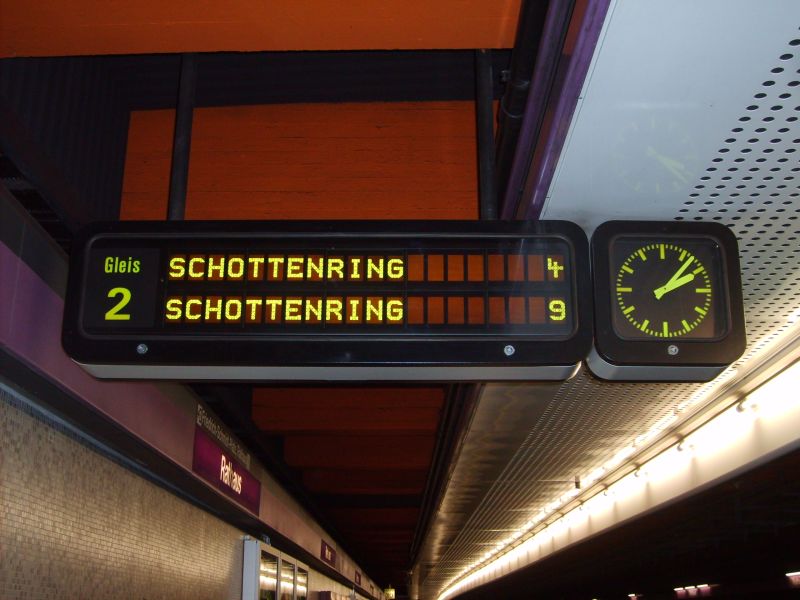 Gleis
2
SCHOTTENRING 4
SCHOTTENRING 9
Rathaus